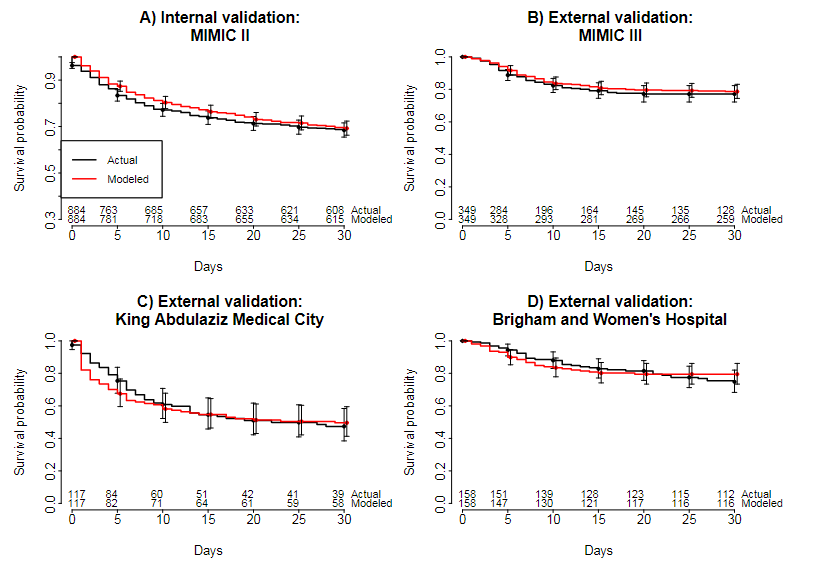 A) Internal validation:
MIMIC II
Survival probability
0.9
0.7
0.5
0.3
Actual
Modeled
884 763 685 657 633 621 608 Actual
884 781 718 683 655 634 615 Modeled
0 5 10 15 20 25 30
Days
B) External validation:
MIMIC III
Survival probability
1.0
0.8
0.6
0.4
0.2
0.0
349 284 196 164 145 135 128 Actual
349 328 293 281 269 266 259 Modeled
0 5 10 15 20 25 30
Days
C) External validation:
King Abdulaziz Medical City
Survival probability
1.0
0.8
0.6
0.4
0.2
0.0
117 84 60 51 42 41 39 Actual
117 82 71 64 61 59 58 Modeled
0 5 10 15 20 25 30
Days
D) External validation:
Brigham and Women's Hospital
Survival probability
1.0
0.8
0.6
0.4
0.2
0.0
158 151 139 128 123 115 112 Actual
158 147 130 121 117 116 116 Modeled
0 5 10 15 20 25 30
Days